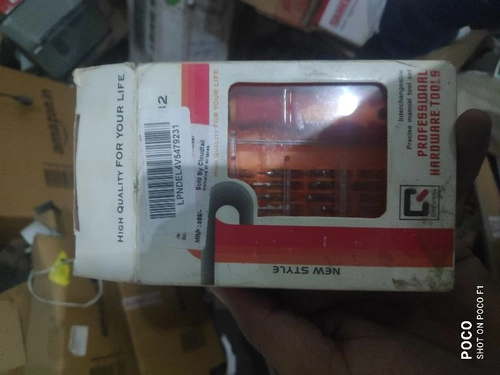 HIGH QUALITY FOR YOUR LIFE
LPNDEL4V5479231
Sold By Cloudtail
HIGH QUALITY FOR YOUR LIFE
Interchangeable
Precise manual tool set
PROFESSIONAL
HARDWARE TOOLS
NEW STYLE
POCO
SHOT ON POCO F1